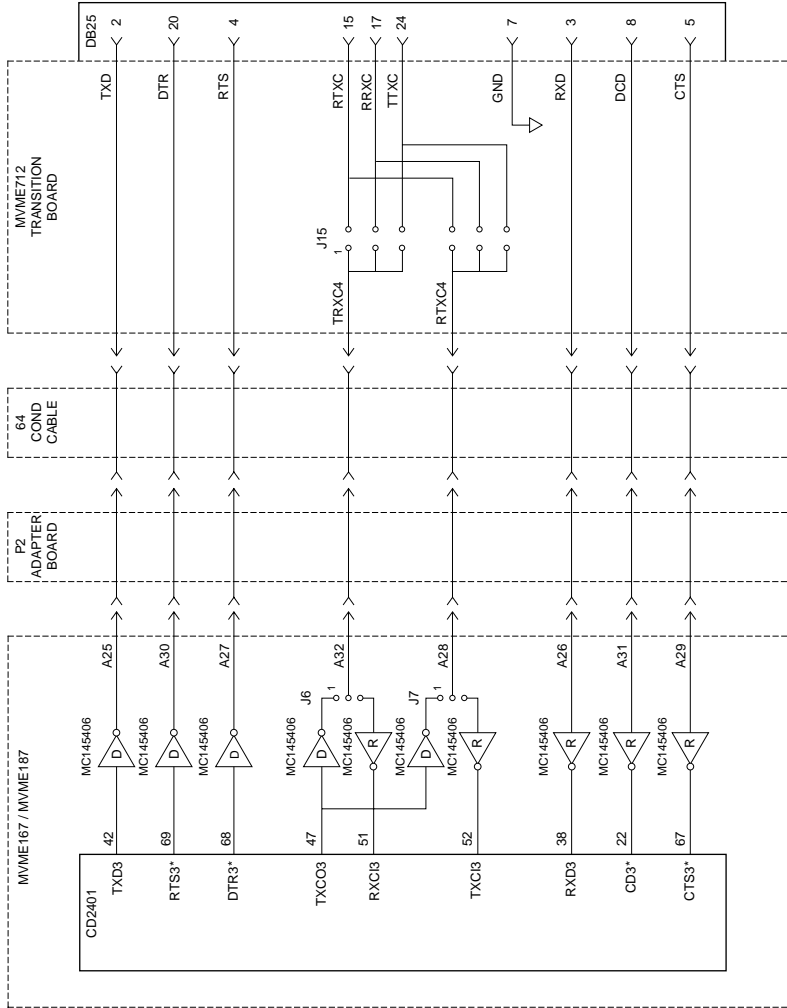 DB25
2
20
4
15
17
24
7
3
8
5
MVME712
TRANSITION
BOARD
TXD
DTR
RTS
RTXC
RRXC
TTXC
GND
RXD
DCD
CTS
J15
1
TRXC4
RTXC4
64
COND
CABLE
P2
ADAPTER
BOARD
MVME167 / MVME187
A25
A30
A27
A32
A28
A26
A31
A29
J6
1
J7
1
MC145406
D
MC145406
D
MC145406
D
MC145406
D
MC145406
R
MC145406
D
MC145406
R
MC145406
R
MC145406
R
MC145406
R
42
69
68
47
51
52
38
22
67
CD2401
TXD3
RTS3*
DTR3*
TXCO3
RXCI3
TXCI3
RXD3
CD3*
CTS3*